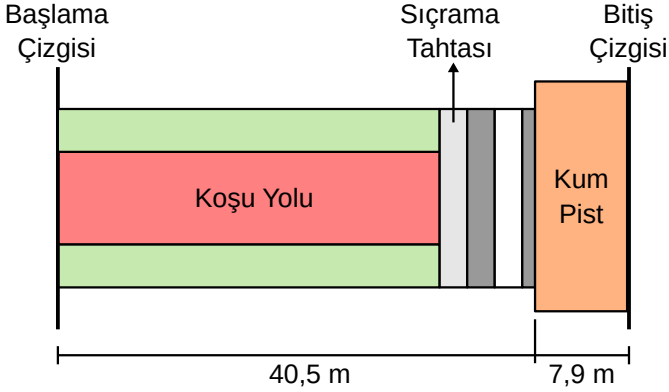 Başlama
Çizgisi
Sıçrama
Tahtası
Bitiş
Çizgisi
Koşu Yolu
Kum
Pist
40,5 m
7,9 m